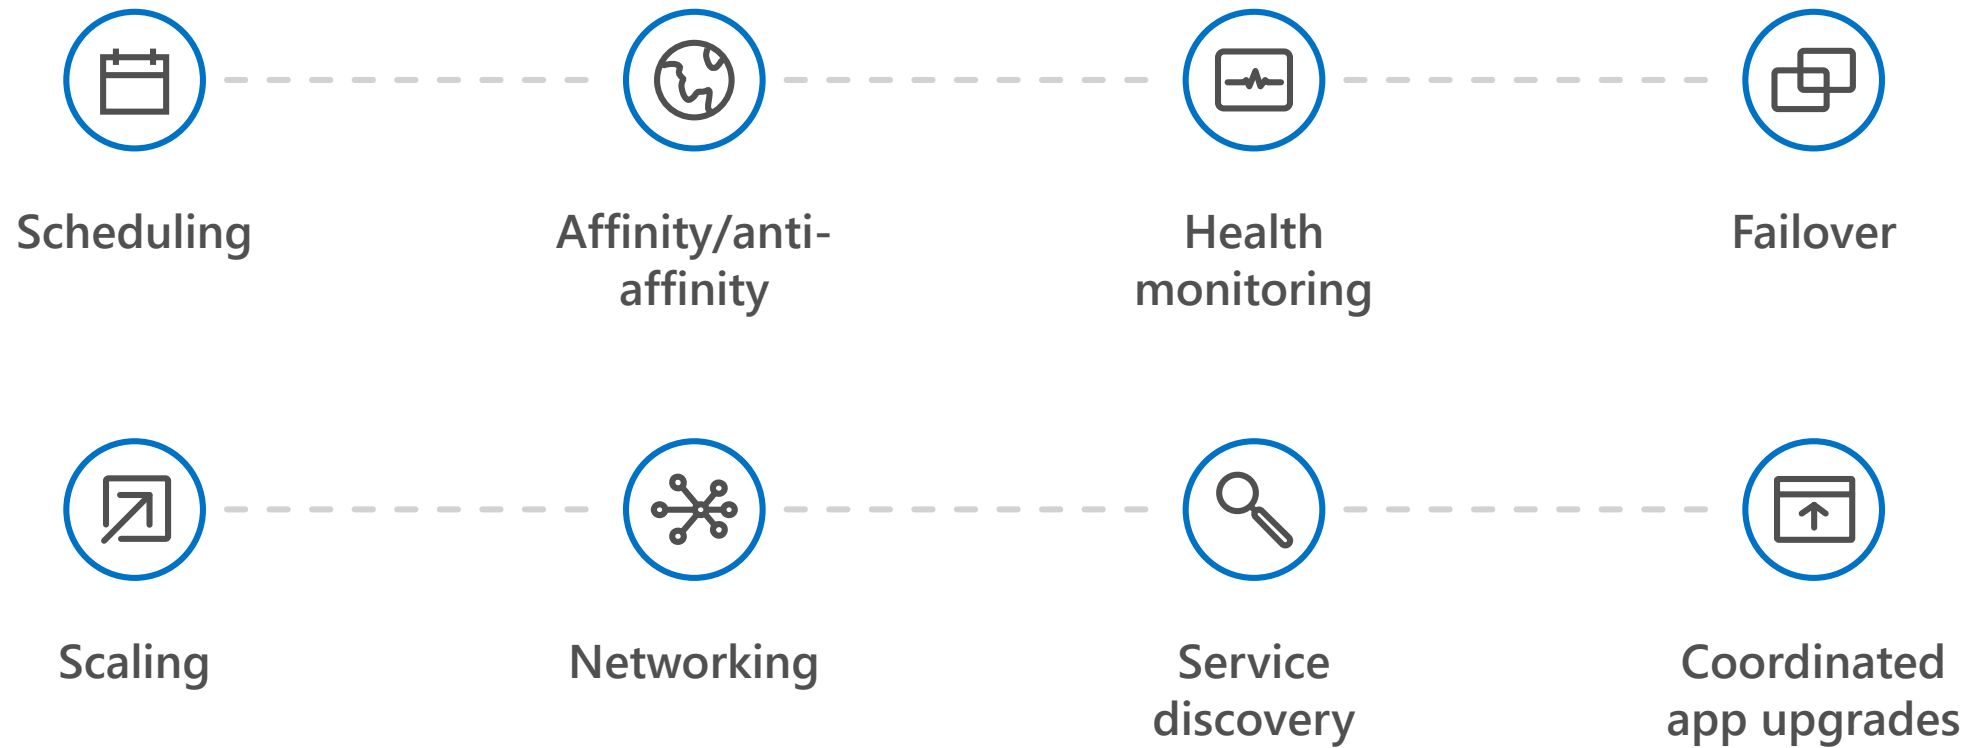 Scheduling
Affinity/anti-
affinity
Health
monitoring
Failover
Scaling
Networking
Service
discovery
Coordinated
app upgrades